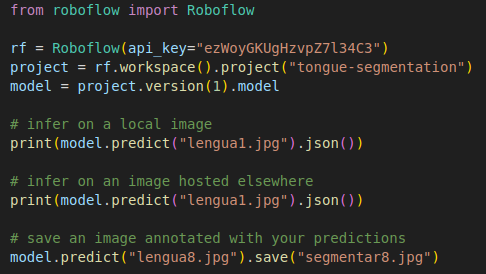 from roboflow import Roboflow
rf = Roboflow(api_key="ezWoyGKUgHzvpZ7l34C3")
project = rf.workspace().project("tongue-segmentation")
model = project.version(1).model
# infer on a local image
print(model.predict("lengua1.jpg").json())
# infer on an image hosted elsewhere
print(model.predict("lengua1.jpg").json())
# save an image annotated with your predictions
model.predict("lengua8.jpg").save("segmentar8.jpg")